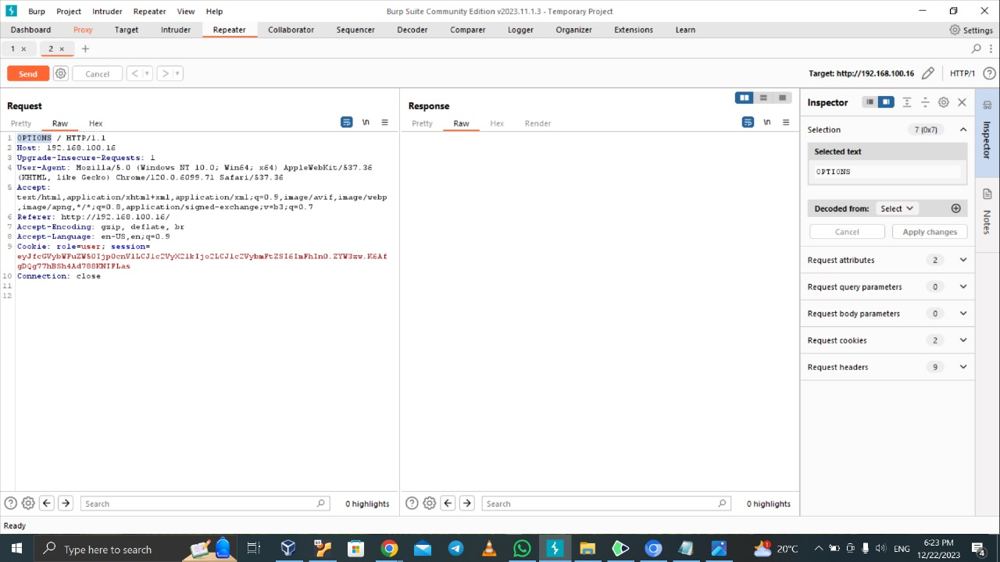 Burp Project Intruder Repeater View Help Burp Suite Community Edition v2023.11.1.3 - Temporary Project
Dashboard Proxy Target Intruder Repeater Collaborator Sequencer Decoder Comparer Logger Organizer Extensions Learn Settings
1 × 2 × +
Send Cancel < > Target: http://192.168.100.16 HTTP/1 ?
Request Response Inspector
Pretty Raw Hex \n Pretty Raw Hex Render \n
1 OPTIONS / HTTP/1.1
2 Host: 192.168.100.16
3 Upgrade-Insecure-Requests: 1
4 User-Agent: Mozilla/5.0 (Windows NT 10.0; Win64; x64) AppleWebKit/537.36
(KHTML, like Gecko) Chrome/120.0.6099.71 Safari/537.36
5 Accept:
text/html,application/xhtml+xml,application/xml;q=0.9,image/avif,image/webp
,image/apng,*/*;q=0.8,application/signed-exchange;v=b3;q=0.7
6 Referer: http://192.168.100.16/
7 Accept-Encoding: gzip, deflate, br
8 Accept-Language: en-US,en;q=0.9
9 Cookie: role=user; session=
10 Connection: close
11
12
Selection 7 (0x7)
Selected text
OPTIONS
Decoded from: Select
Cancel Apply changes
Request attributes 2
Request query parameters 0
Request body parameters 0
Request cookies 2
Request headers 9
Inspector
Notes
? Search 0 highlights ? Search 0 highlights
Ready
Type here to search 1 20°C ENG 6:23 PM
12/22/2023 4